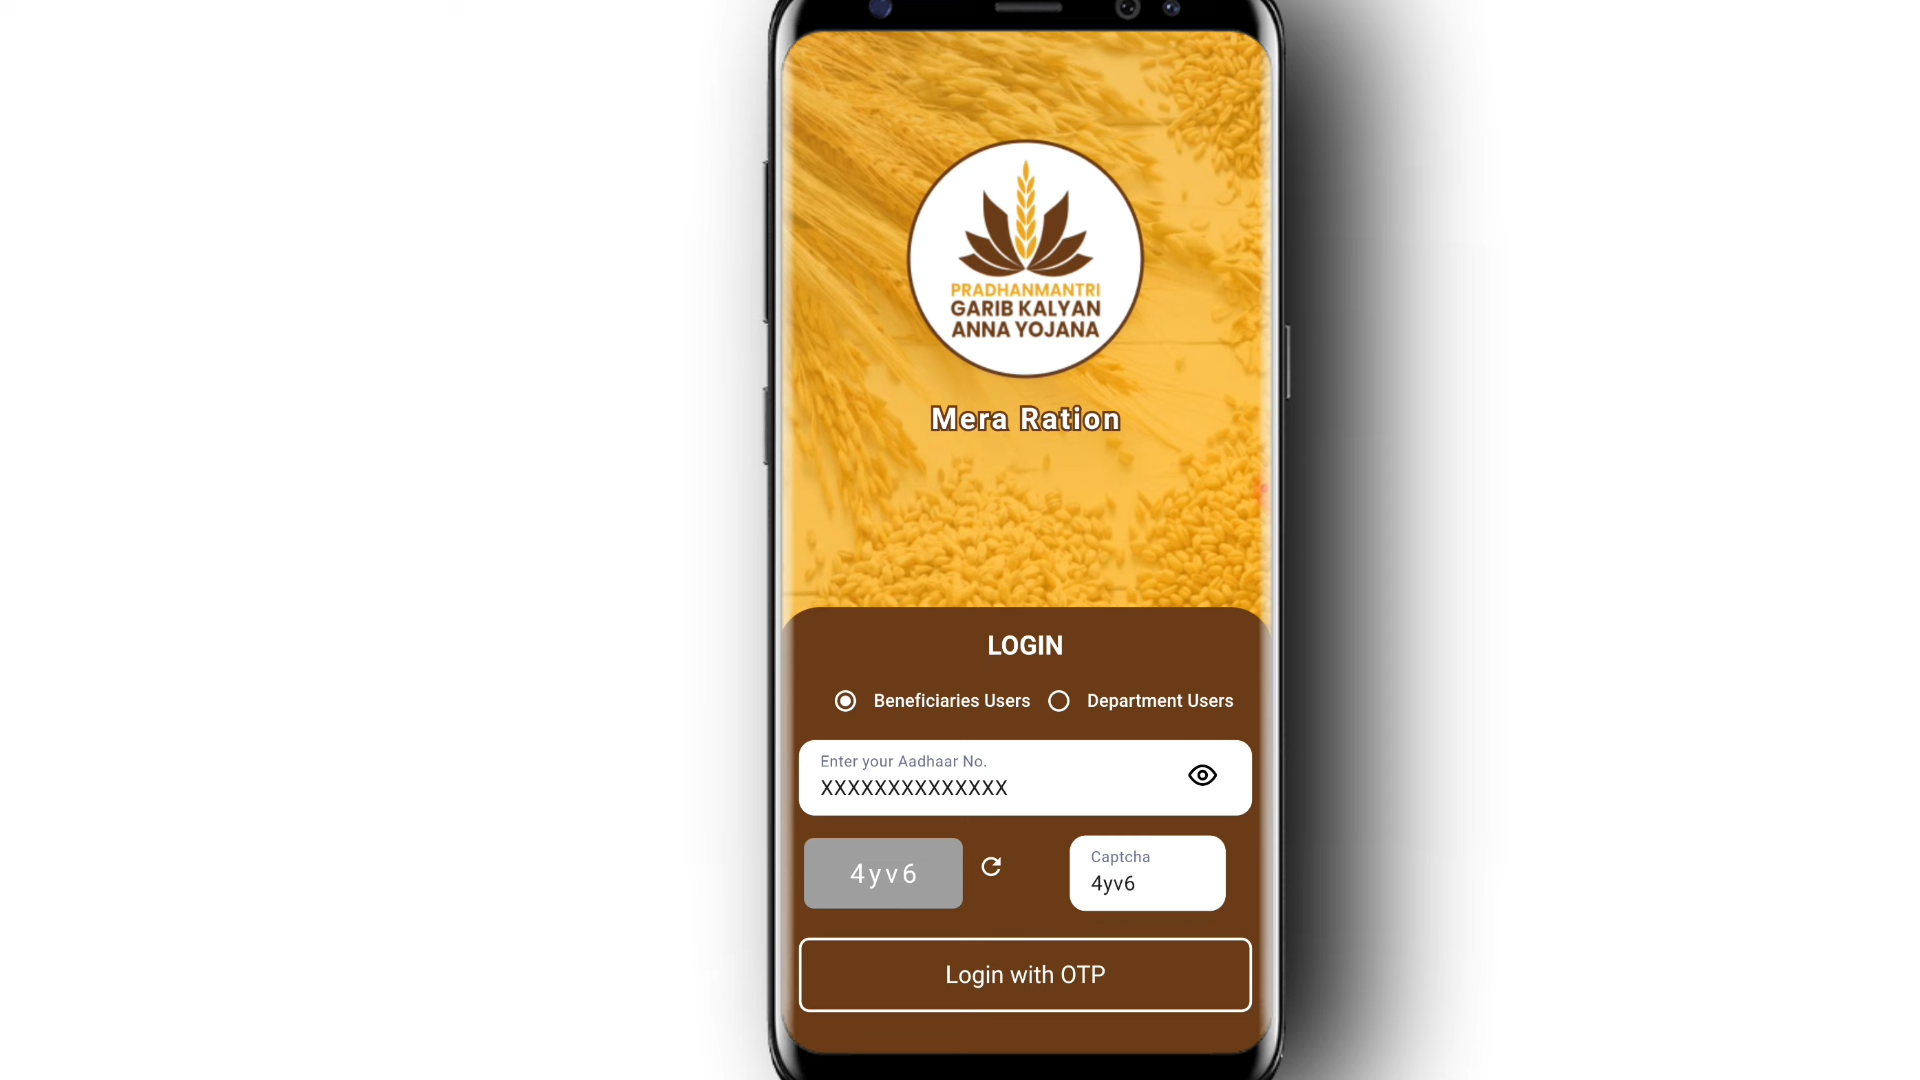 PRADHANMANTRI
GARIB KALYAN
ANNA YOJANA
Mera Ration
LOGIN
Beneficiaries Users Department Users
Enter your Aadhaar No.
XXXXXXXXXXXXXX
4yv6
Captcha
4yv6
Login with OTP